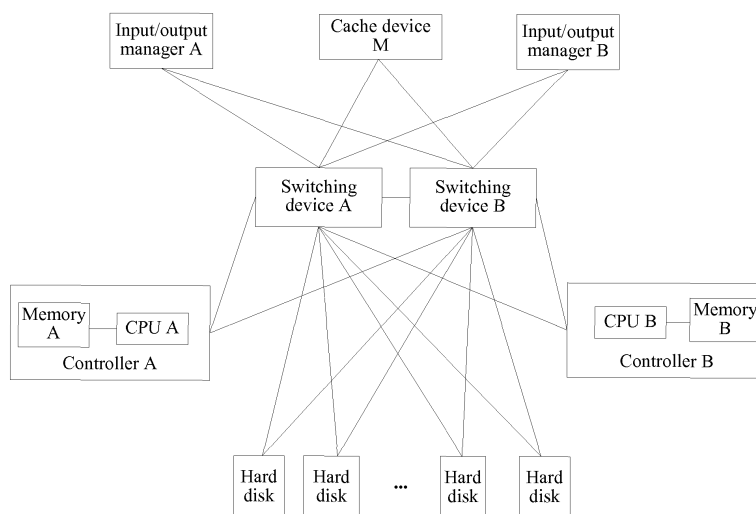 Input/output
manager A
Cache device
M
Input/output
manager B
Switching
device A
Switching
device B
Memory
A
CPU A
Controller A
CPU B
Memory
B
Controller B
Hard
disk
Hard
disk
...
Hard
disk
Hard
disk